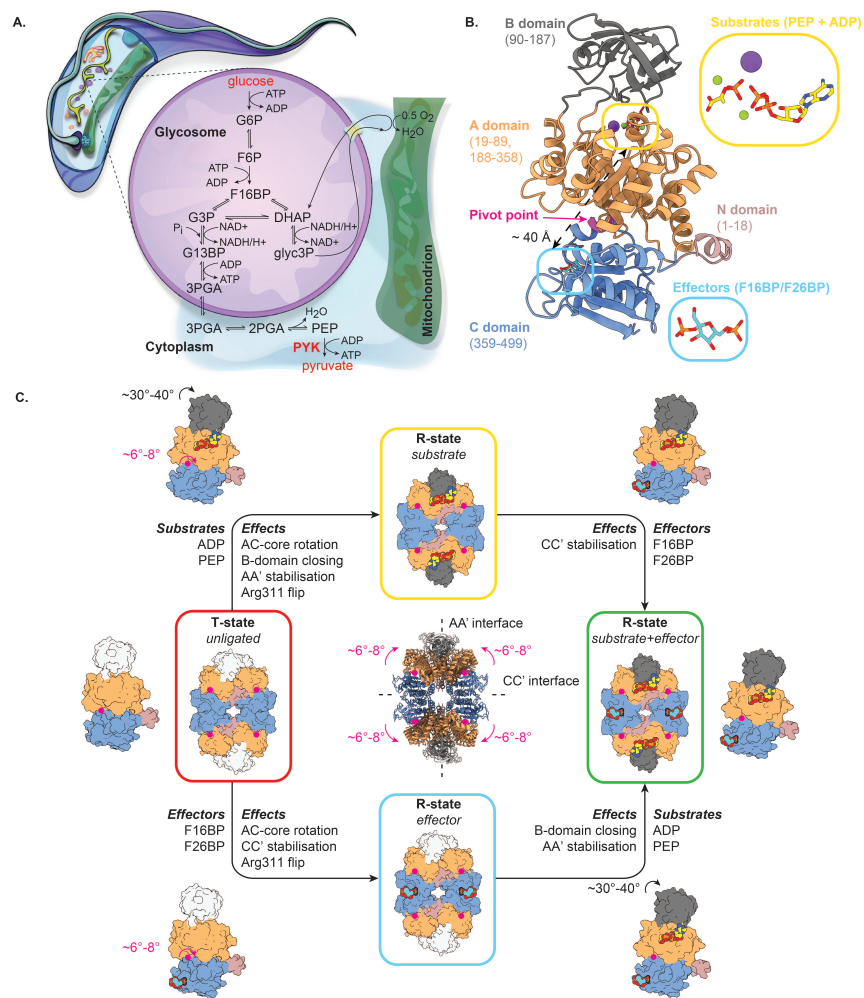 A.
glucose
ATP
ADP
Glycosome
G6P
F6P
ATP
ADP
F16BP
G3P
DHAP
Pi
NAD+
NADH/H+
NADH/H+
NAD+
G13BP
glyc3P
ADP
ATP
3PGA
0.5 O2
H2O
Mitochondrion
3PGA
2PGA
H2O
PEP
Cytoplasm
PYK
ADP
ATP
pyruvate
B.
B domain
(90-187)
Substrates (PEP + ADP)
A domain
(19-89,
188-358)
Pivot point
N domain
(1-18)
~ 40 Å
Effectors (F16BP/F26BP)
C domain
(359-499)
C.
~30°-40°
~6°-8°
R-state
substrate
Substrates
ADP
PEP
Effects
AC-core rotation
B-domain closing
AA' stabilisation
Arg311 flip
Effects
CC' stabilisation
Effectors
F16BP
F26BP
T-state
unligated
AA' interface
~6°-8°
~6°-8°
CC' interface
~6°-8°
~6°-8°
R-state
substrate+effector
Effectors
F16BP
F26BP
Effects
AC-core rotation
CC' stabilisation
Arg311 flip
R-state
effector
Effects
B-domain closing
AA' stabilisation
Substrates
ADP
PEP
~6°-8°
~30°-40°